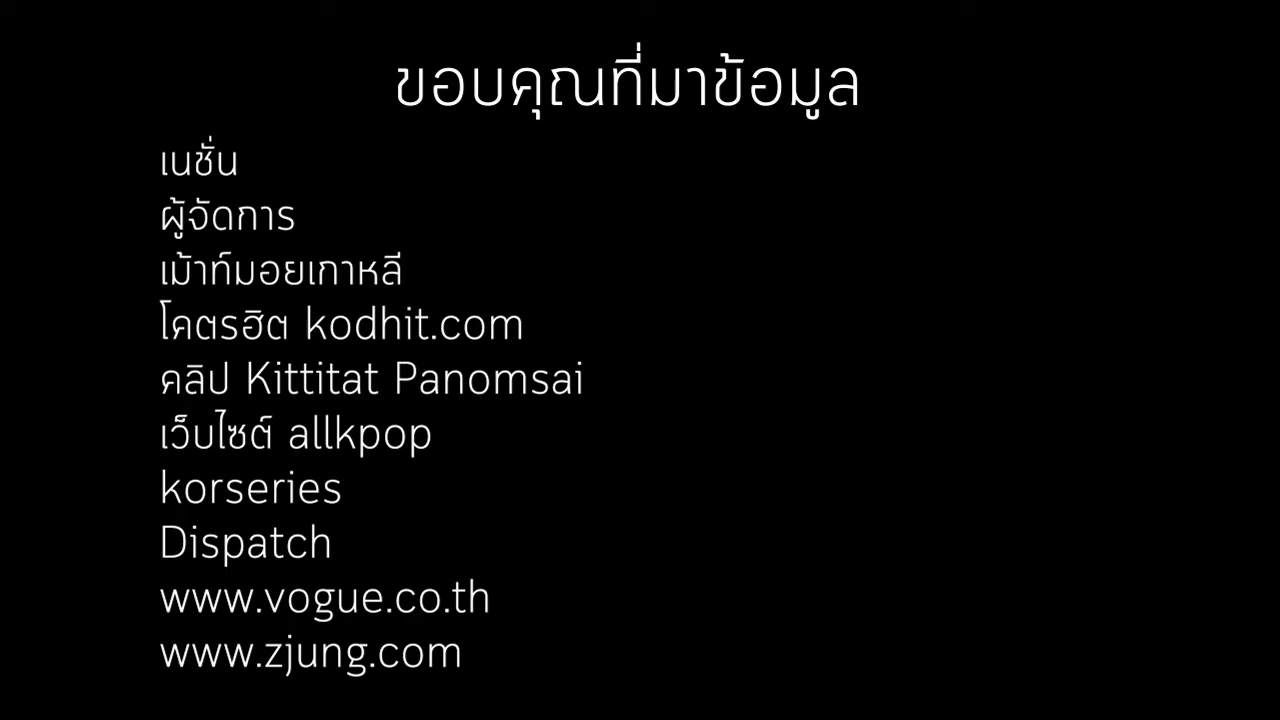 ขอบคุณที่มาข้อมูล
เนชั่น
ผู้จัดการ
เม้าท์มอยเกาหลี
โคตรฮิต kodhit.com
คลิป Kittitat Panomsai
เว็บไซต์ allkpop
korseries
Dispatch
www.vogue.co.th
www.zjung.com